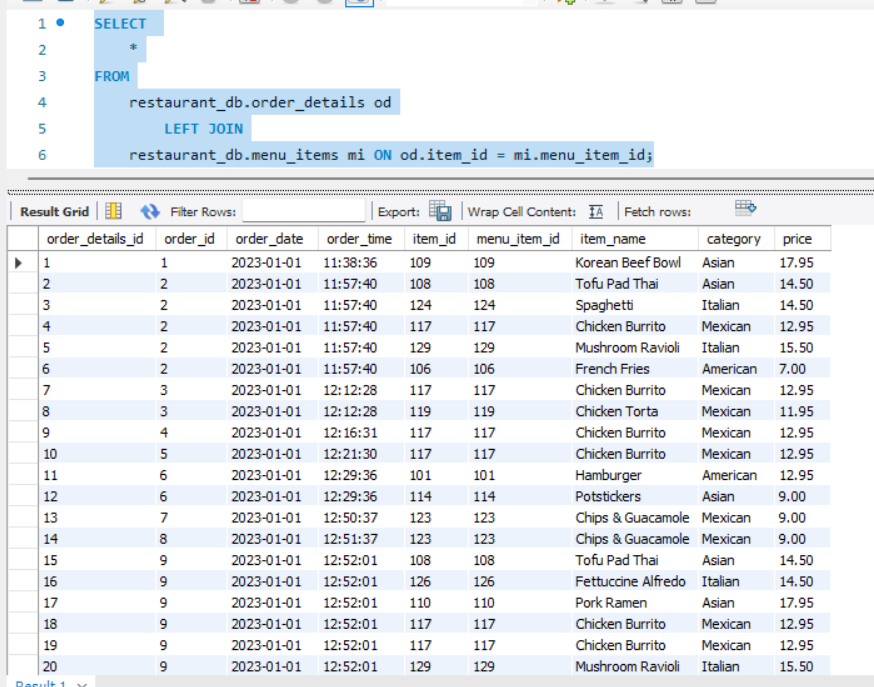 1 SELECT
2 *
3 FROM
4 restaurant_db.order_details od
5 LEFT JOIN
6 restaurant_db.menu_items mi ON od.item_id = mi.menu_item_id;
Result Grid Filter Rows: Export: Wrap Cell Content: IA Fetch rows:
order_details_id order_id order_date order_time item_id menu_item_id item_name category price
1 1 2023-01-01 11:38:36 109 109 Korean Beef Bowl Asian 17.95
2 2 2023-01-01 11:57:40 108 108 Tofu Pad Thai Asian 14.50
3 2 2023-01-01 11:57:40 124 124 Spaghetti Italian 14.50
4 2 2023-01-01 11:57:40 117 117 Chicken Burrito Mexican 12.95
5 2 2023-01-01 11:57:40 129 129 Mushroom Ravioli Italian 15.50
6 2 2023-01-01 11:57:40 106 106 French Fries American 7.00
7 3 2023-01-01 12:12:28 117 117 Chicken Burrito Mexican 12.95
8 3 2023-01-01 12:12:28 119 119 Chicken Torta Mexican 11.95
9 4 2023-01-01 12:16:31 117 117 Chicken Burrito Mexican 12.95
10 5 2023-01-01 12:21:30 117 117 Chicken Burrito Mexican 12.95
11 6 2023-01-01 12:29:36 101 101 Hamburger American 12.95
12 6 2023-01-01 12:29:36 114 114 Potstickers Asian 9.00
13 7 2023-01-01 12:50:37 123 123 Chips & Guacamole Mexican 9.00
14 8 2023-01-01 12:51:37 123 123 Chips & Guacamole Mexican 9.00
15 9 2023-01-01 12:52:01 108 108 Tofu Pad Thai Asian 14.50
16 9 2023-01-01 12:52:01 126 126 Fettuccine Alfredo Italian 14.50
17 9 2023-01-01 12:52:01 110 110 Pork Ramen Asian 17.95
18 9 2023-01-01 12:52:01 117 117 Chicken Burrito Mexican 12.95
19 9 2023-01-01 12:52:01 117 117 Chicken Burrito Mexican 12.95
20 9 2023-01-01 12:52:01 129 129 Mushroom Ravioli Italian 15.50
Result 1